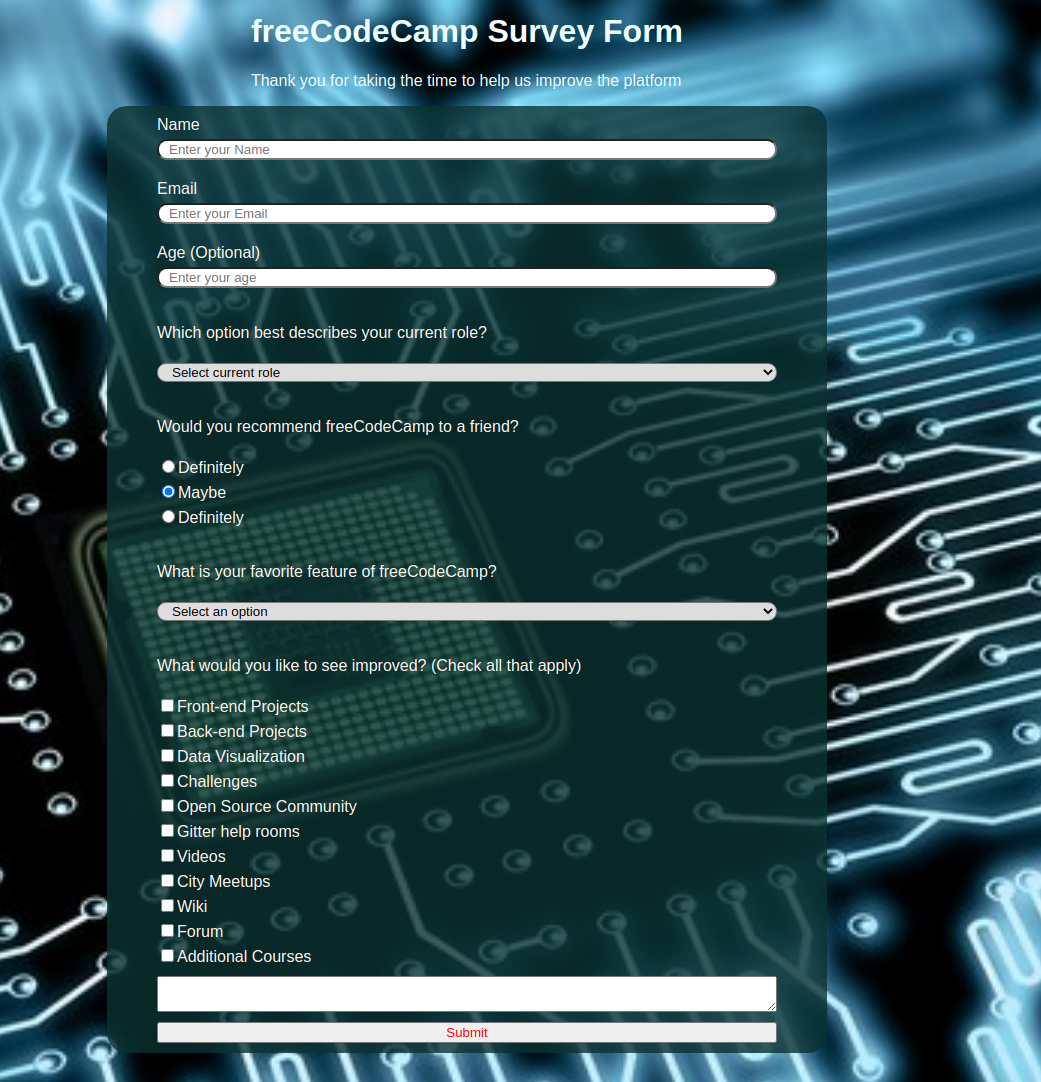 freeCodeCamp Survey Form
Thank you for taking the time to help us improve the platform
Name
Enter your Name
Email
Enter your Email
Age (Optional)
Enter your age
Which option best describes your current role?
Select current role
Would you recommend freeCodeCamp to a friend?
Definitely
Maybe
Definitely
What is your favorite feature of freeCodeCamp?
Select an option
What would you like to see improved? (Check all that apply)
Front-end Projects
Back-end Projects
Data Visualization
Challenges
Open Source Community
Gitter help rooms
Videos
City Meetups
Wiki
Forum
Additional Courses
Submit